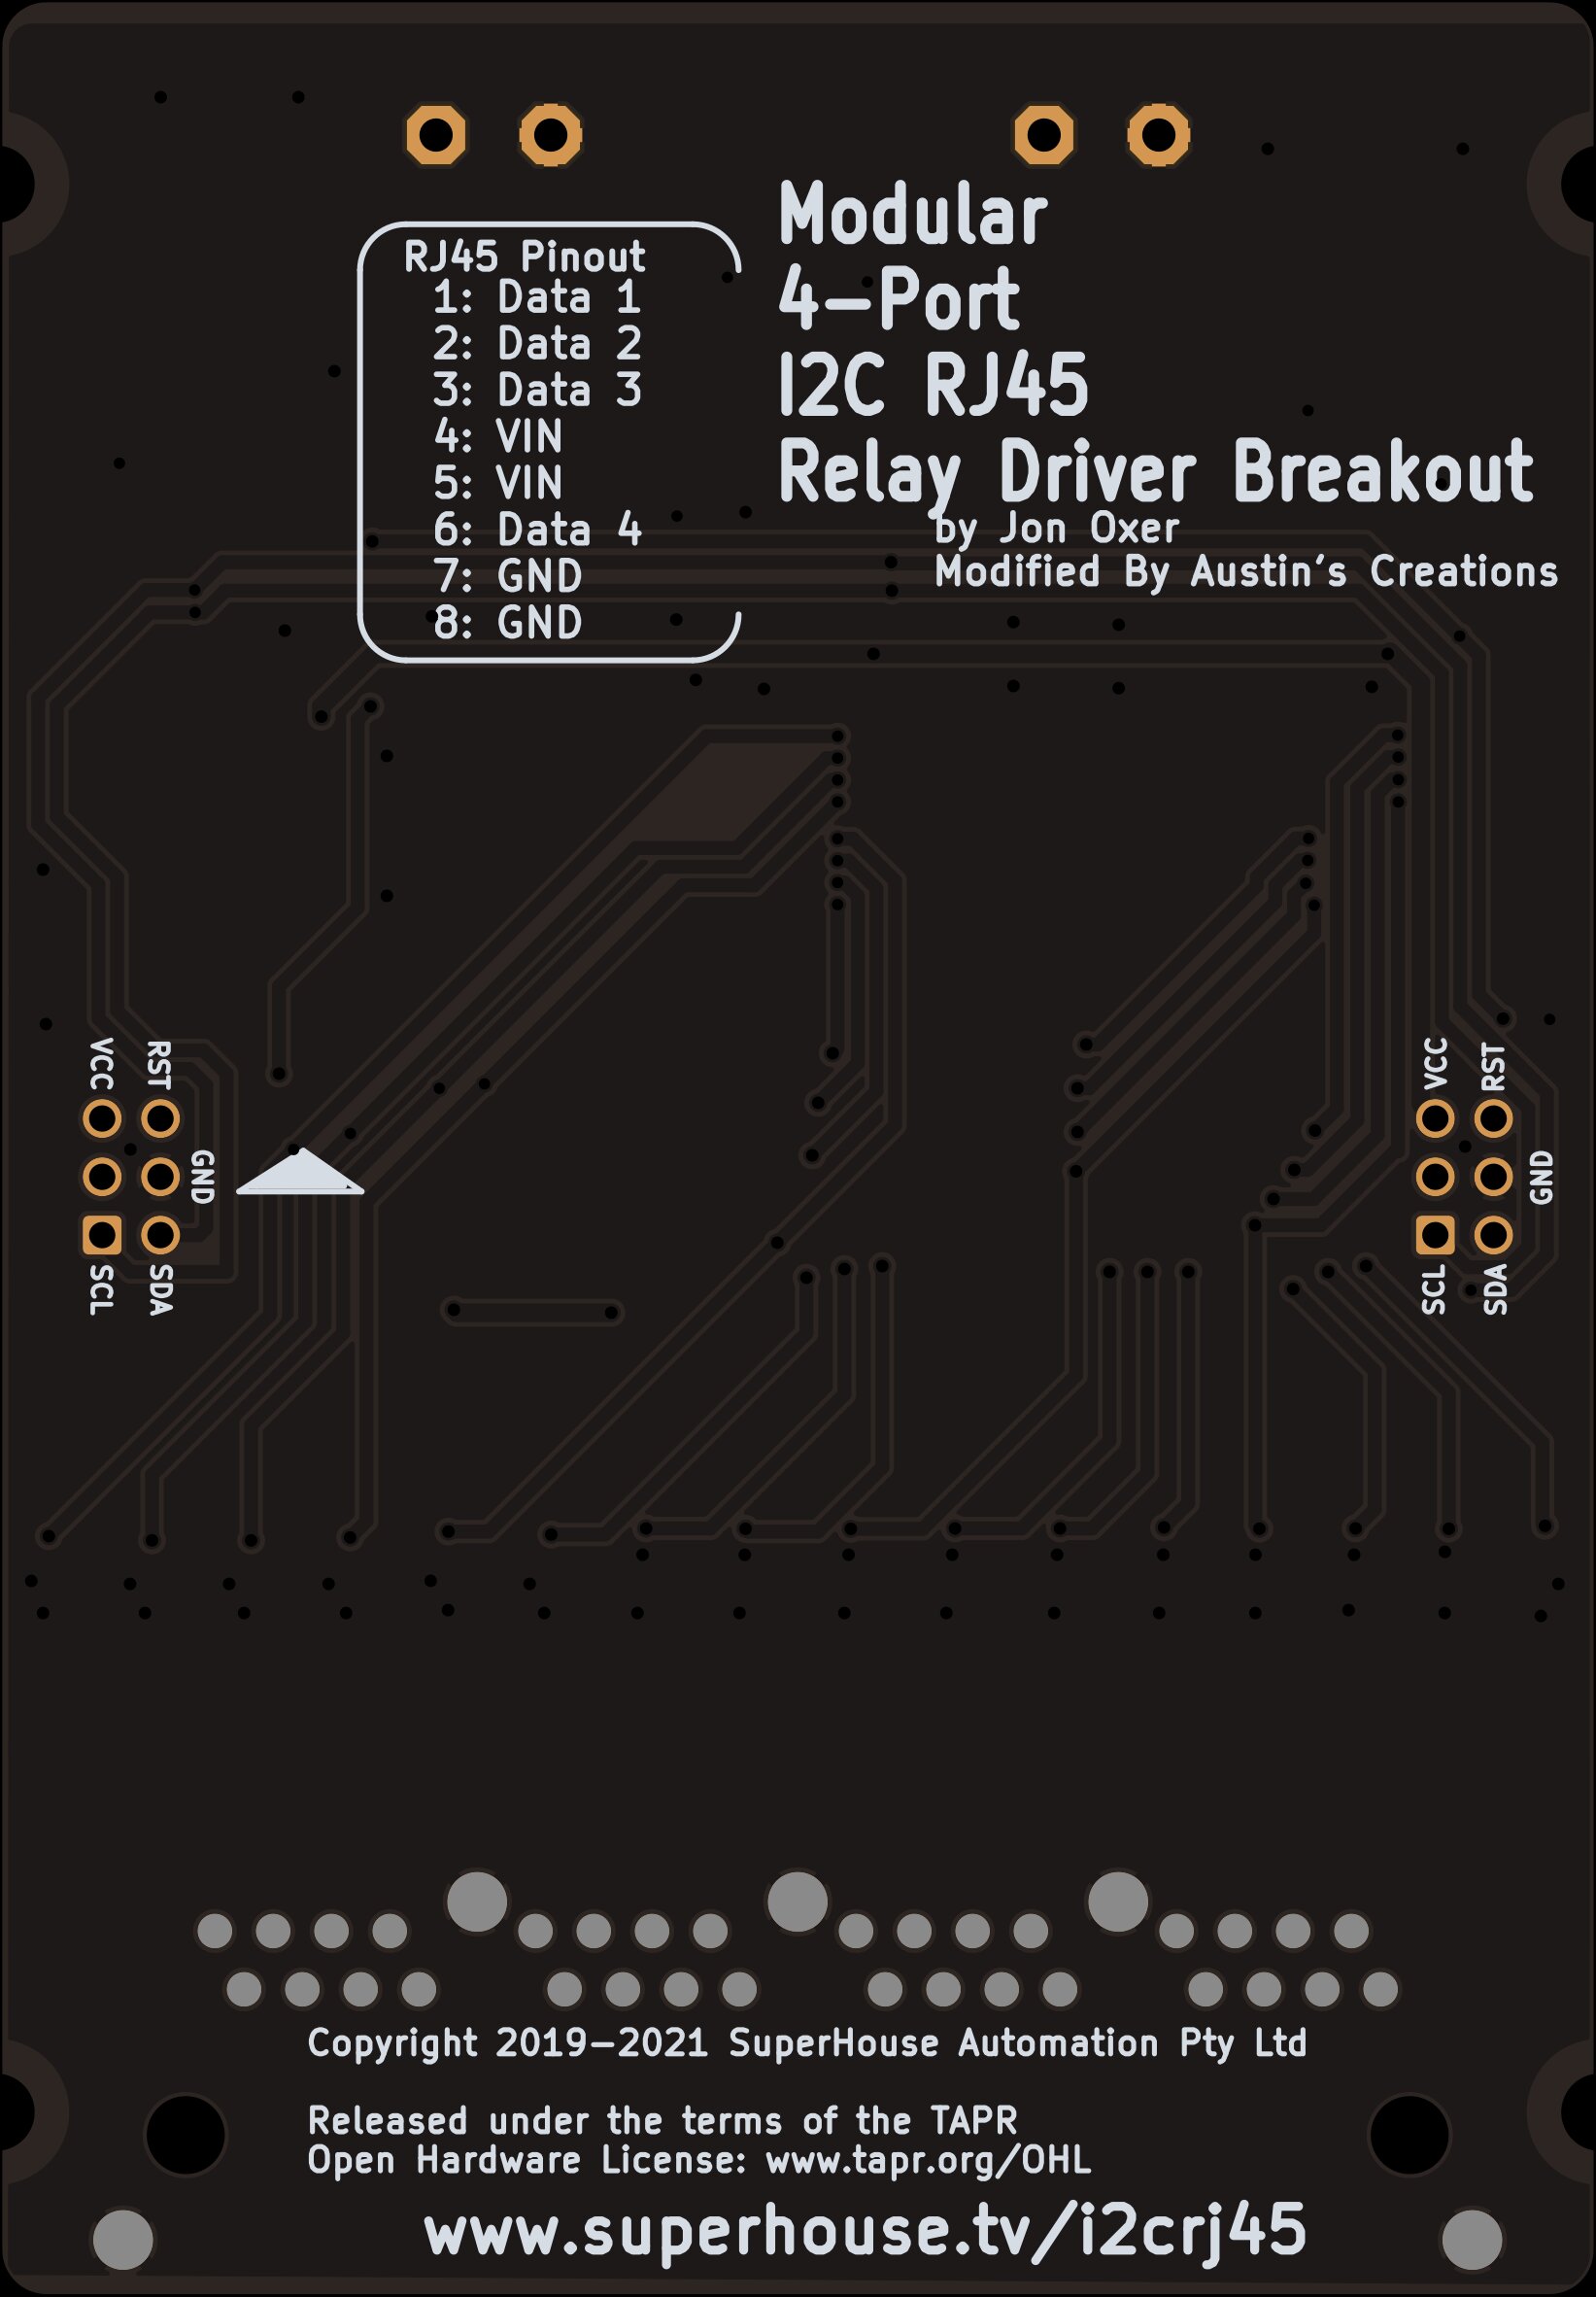 Modular
4-Port
I2C RJ45
Relay Driver Breakout
by Jon Oxer
Modified By Austin's Creations
RJ45 Pinout
1: Data 1
2: Data 2
3: Data 3
4: VIN
5: VIN
6: Data 4
7: GND
8: GND
VCC
RST
GND
SCL
SDA
VCC
RST
GND
SCL
SDA
Copyright 2019-2021 SuperHouse Automation Pty Ltd
Released under the terms of the TAPR
Open Hardware License: www.tapr.org/OHL
www.superhouse.tv/i2crj45